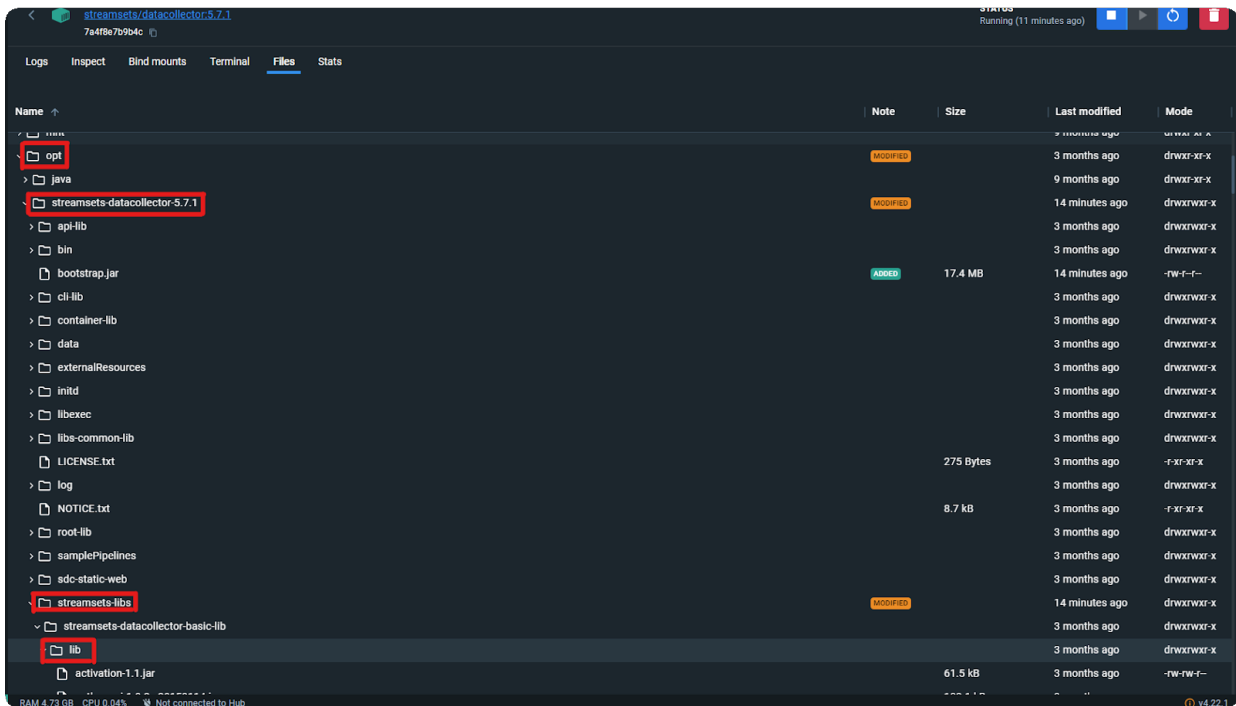 streamsets/datacollector:5.7.1
7a4f8e7b9b4c
STATUS
Running (11 minutes ago)
Logs Inspect Bind mounts Terminal Files Stats
Name Note Size Last modified Mode
mnt 9 months ago drwxr-xr-x
opt MODIFIED 3 months ago drwxr-xr-x
java 9 months ago drwxr-xr-x
streamsets-datacollector-5.7.1 MODIFIED 14 minutes ago drwxrwxr-x
api-lib 3 months ago drwxrwxr-x
bin 3 months ago drwxrwxr-x
bootstrap.jar ADDED 17.4 MB 14 minutes ago -rw-r--r--
cli-lib 3 months ago drwxrwxr-x
container-lib 3 months ago drwxrwxr-x
data 3 months ago drwxrwxr-x
externalResources 3 months ago drwxrwxr-x
initd 3 months ago drwxrwxr-x
libexec 3 months ago drwxrwxr-x
libs-common-lib 3 months ago drwxrwxr-x
LICENSE.txt 275 Bytes 3 months ago -r-xr-xr-x
log 3 months ago drwxrwxr-x
NOTICE.txt 8.7 kB 3 months ago -r-xr-xr-x
root-lib 3 months ago drwxrwxr-x
samplePipelines 3 months ago drwxrwxr-x
sdc-static-web 3 months ago drwxrwxr-x
streamsets-libs MODIFIED 14 minutes ago drwxrwxr-x
streamsets-datacollector-basic-lib 3 months ago drwxrwxr-x
lib 3 months ago drwxrwxr-x
activation-1.1.jar 61.5 kB 3 months ago -rw-rw-r--
RAM 4.73 GB CPU 0.04% Not connected to Hub v4.22.1